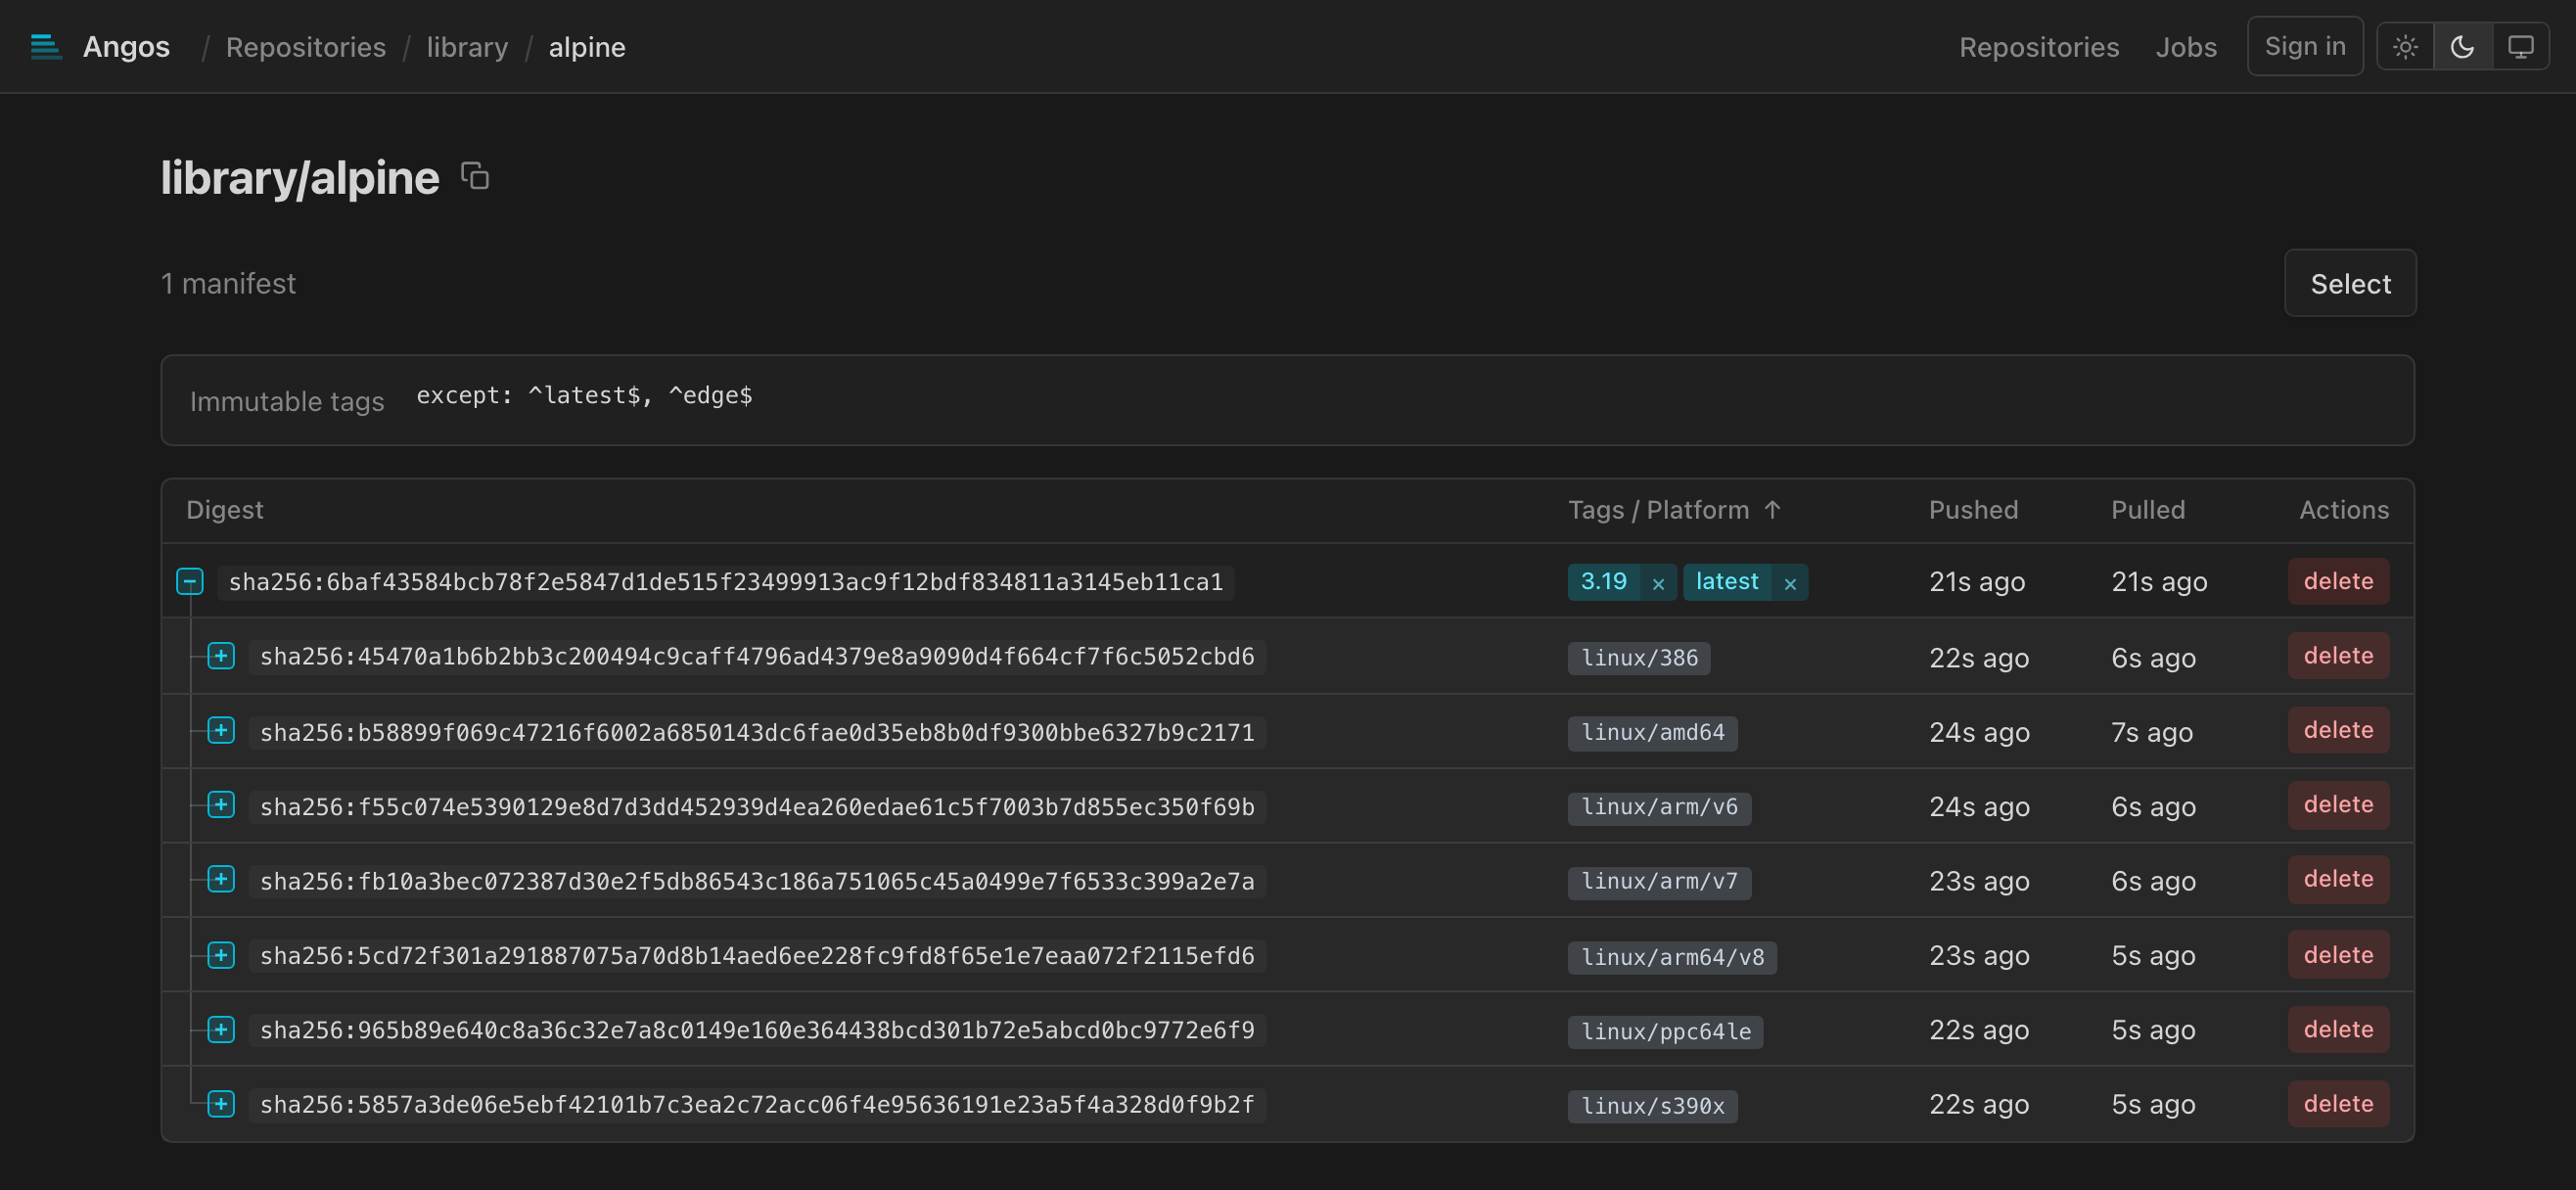 Angos / Repositories / library / alpine Repositories Jobs Sign in
library/alpine
1 manifest Select
Immutable tags except: ^latest$, ^edge$
Digest Tags / Platform ↑ Pushed Pulled Actions
sha256:6baf43584bcb78f2e5847d1de515f23499913ac9f12bdf834811a3145eb11ca1 3.19 × latest × 21s ago 21s ago delete
sha256:45470a1b6b2bb3c200494c9caff4796ad4379e8a9090d4f664cf7f6c5052cbd6 linux/386 22s ago 6s ago delete
sha256:b58899f069c47216f6002a6850143dc6fae0d35eb8b0df9300bbe6327b9c2171 linux/amd64 24s ago 7s ago delete
sha256:f55c074e5390129e8d7d3dd452939d4ea260edae61c5f7003b7d855ec350f69b linux/arm/v6 24s ago 6s ago delete
sha256:fb10a3bec072387d30e2f5db86543c186a751065c45a0499e7f6533c399a2e7a linux/arm/v7 23s ago 6s ago delete
sha256:5cd72f301a291887075a70d8b14aed6ee228fc9fd8f65e1e7eaa072f2115efd6 linux/arm64/v8 23s ago 5s ago delete
sha256:965b89e640c8a36c32e7a8c0149e160e364438bcd301b72e5abcd0bc9772e6f9 linux/ppc64le 22s ago 5s ago delete
sha256:5857a3de06e5ebf42101b7c3ea2c72acc06f4e95636191e23a5f4a328d0f9b2f linux/s390x 22s ago 5s ago delete